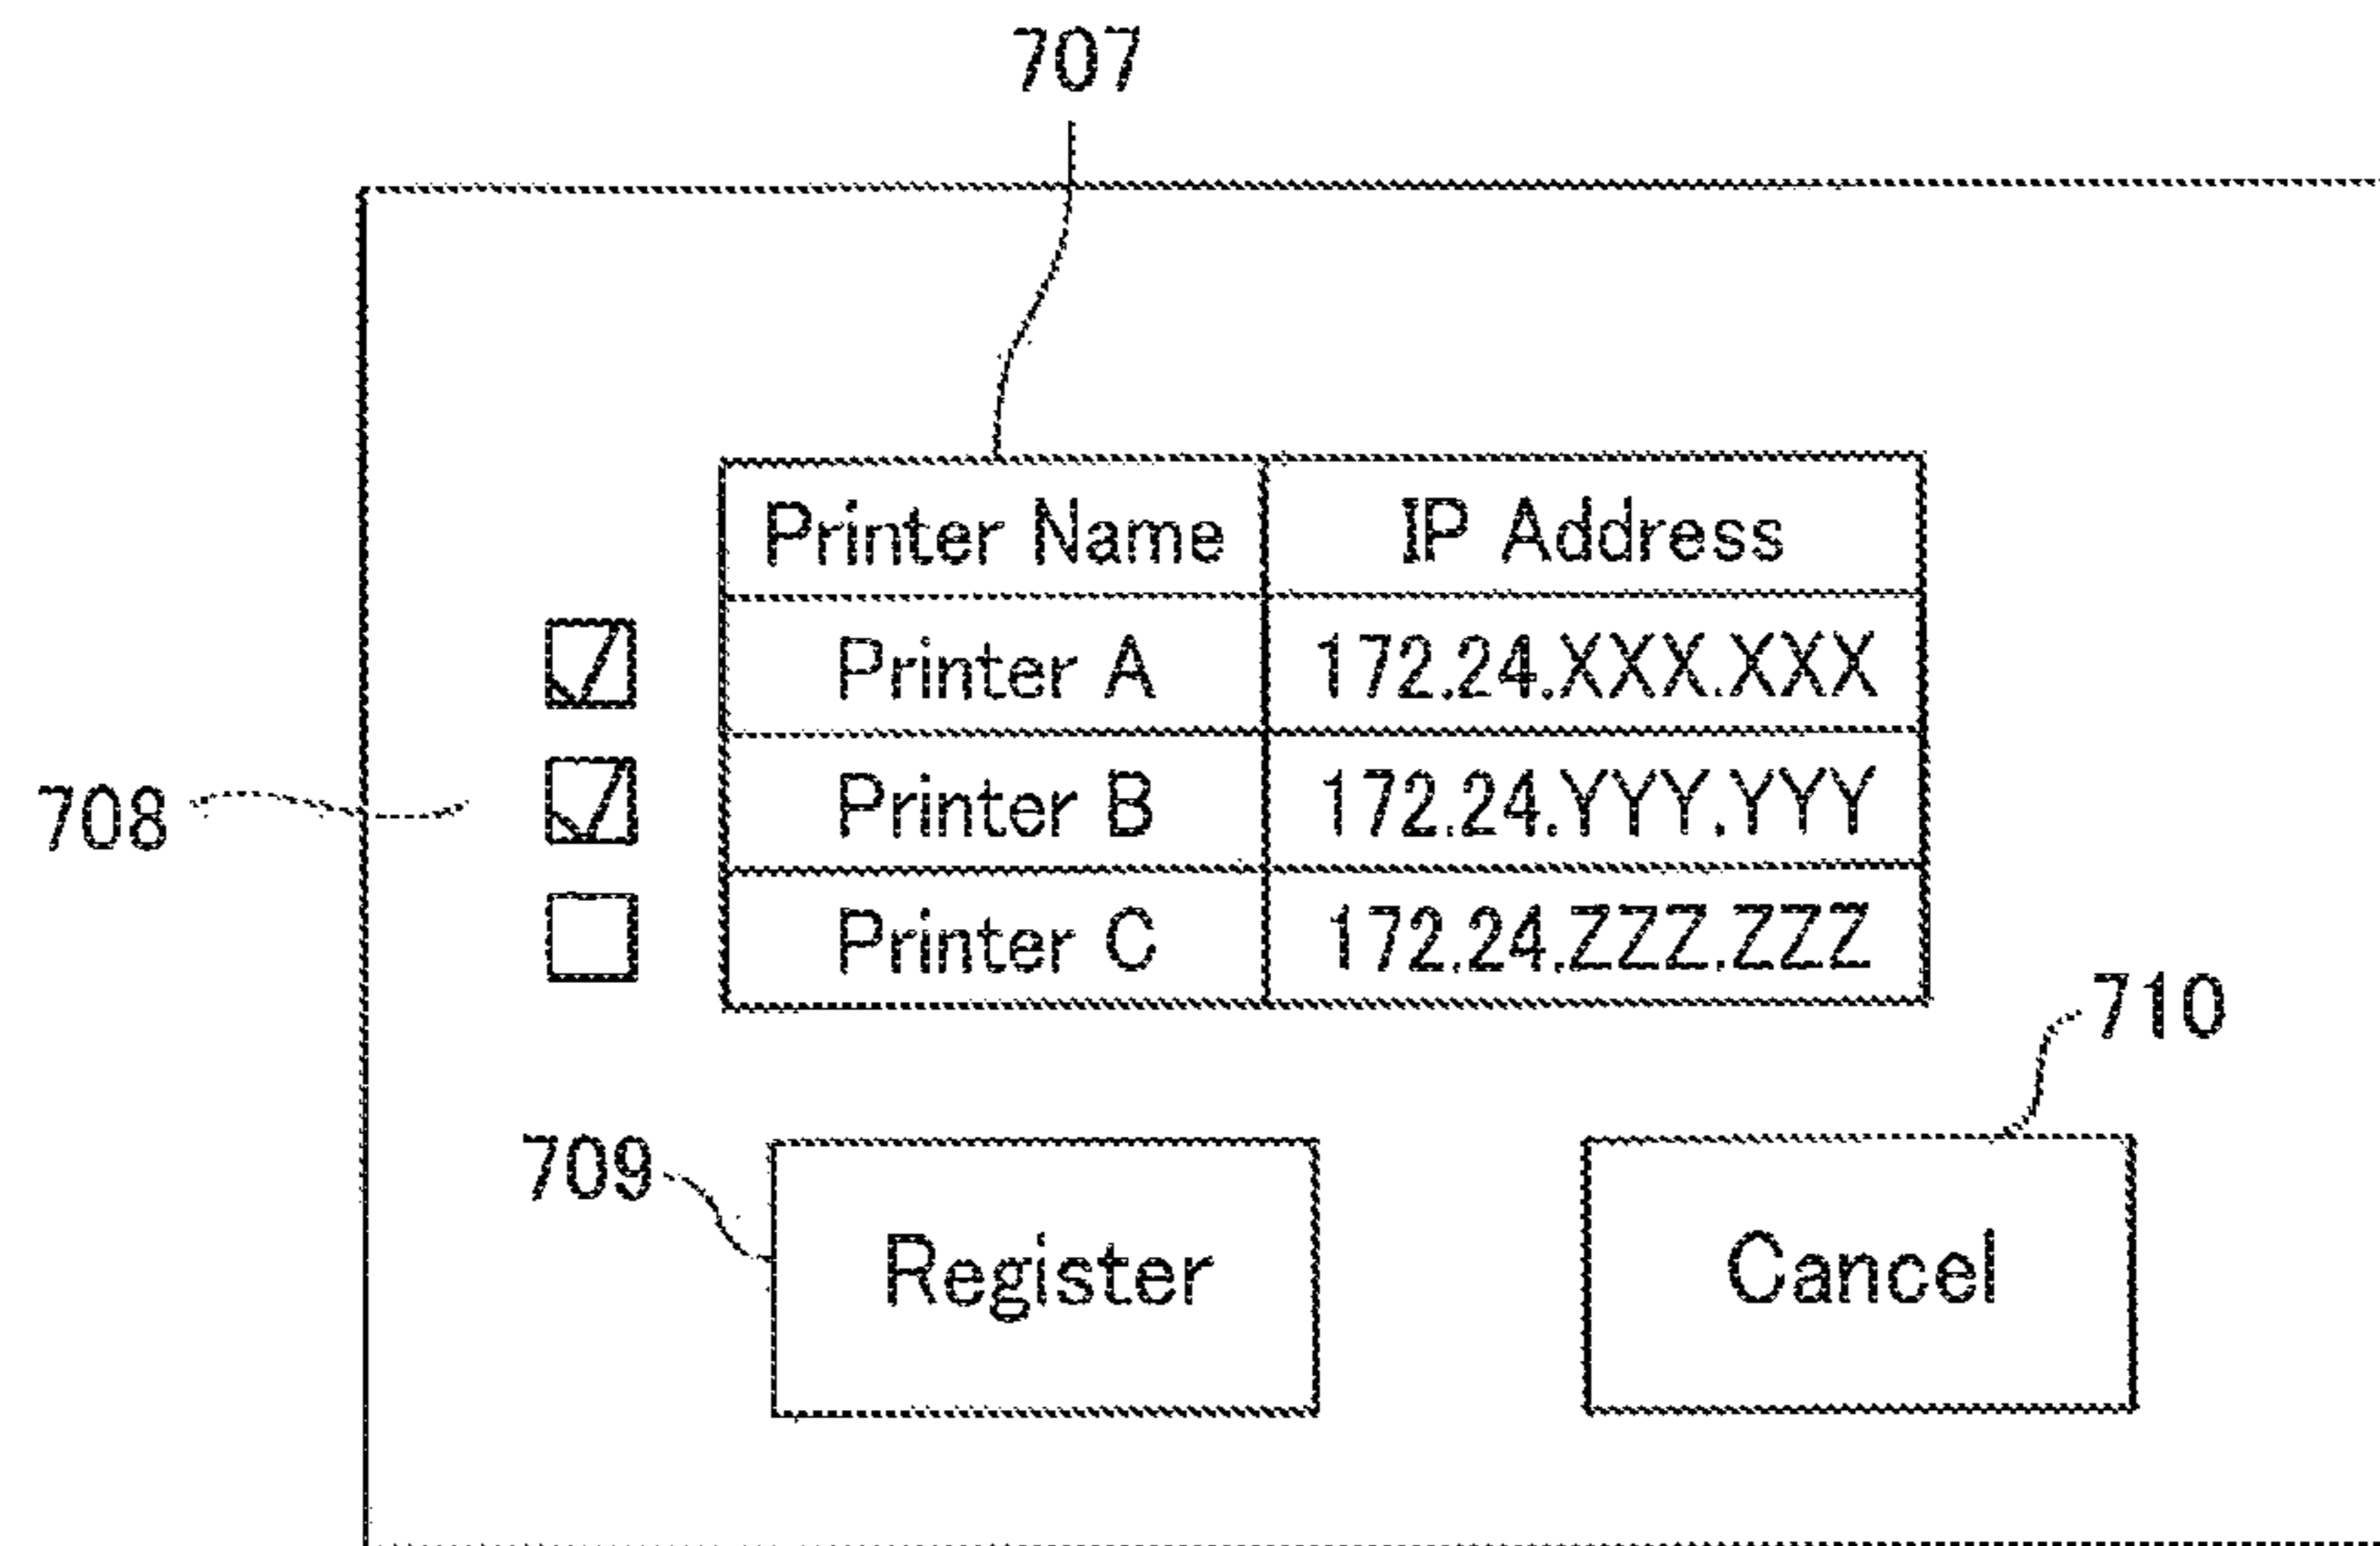 707
Printer Name IP Address
Printer A 172.24.XXX.XXX
708 Printer B 172.24.YYY.YYY
Printer C 172.24.ZZZ.ZZZ
710
709
Register Cancel